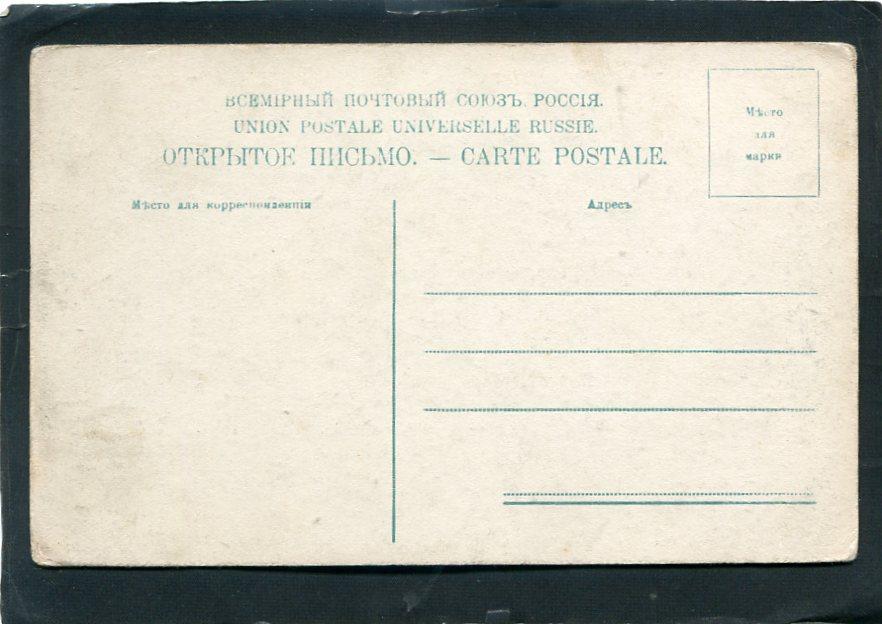 ВСЕМІРНЫЙ ПОЧТОВЫЙ СОЮЗЪ. РОССІЯ.
UNION POSTALE UNIVERSELLE RUSSIE.
ОТКРЫТОЕ ПИСЬМО. — CARTE POSTALE.
Мѣсто
для
марки
Мѣсто для корреспонденціи
Адресъ